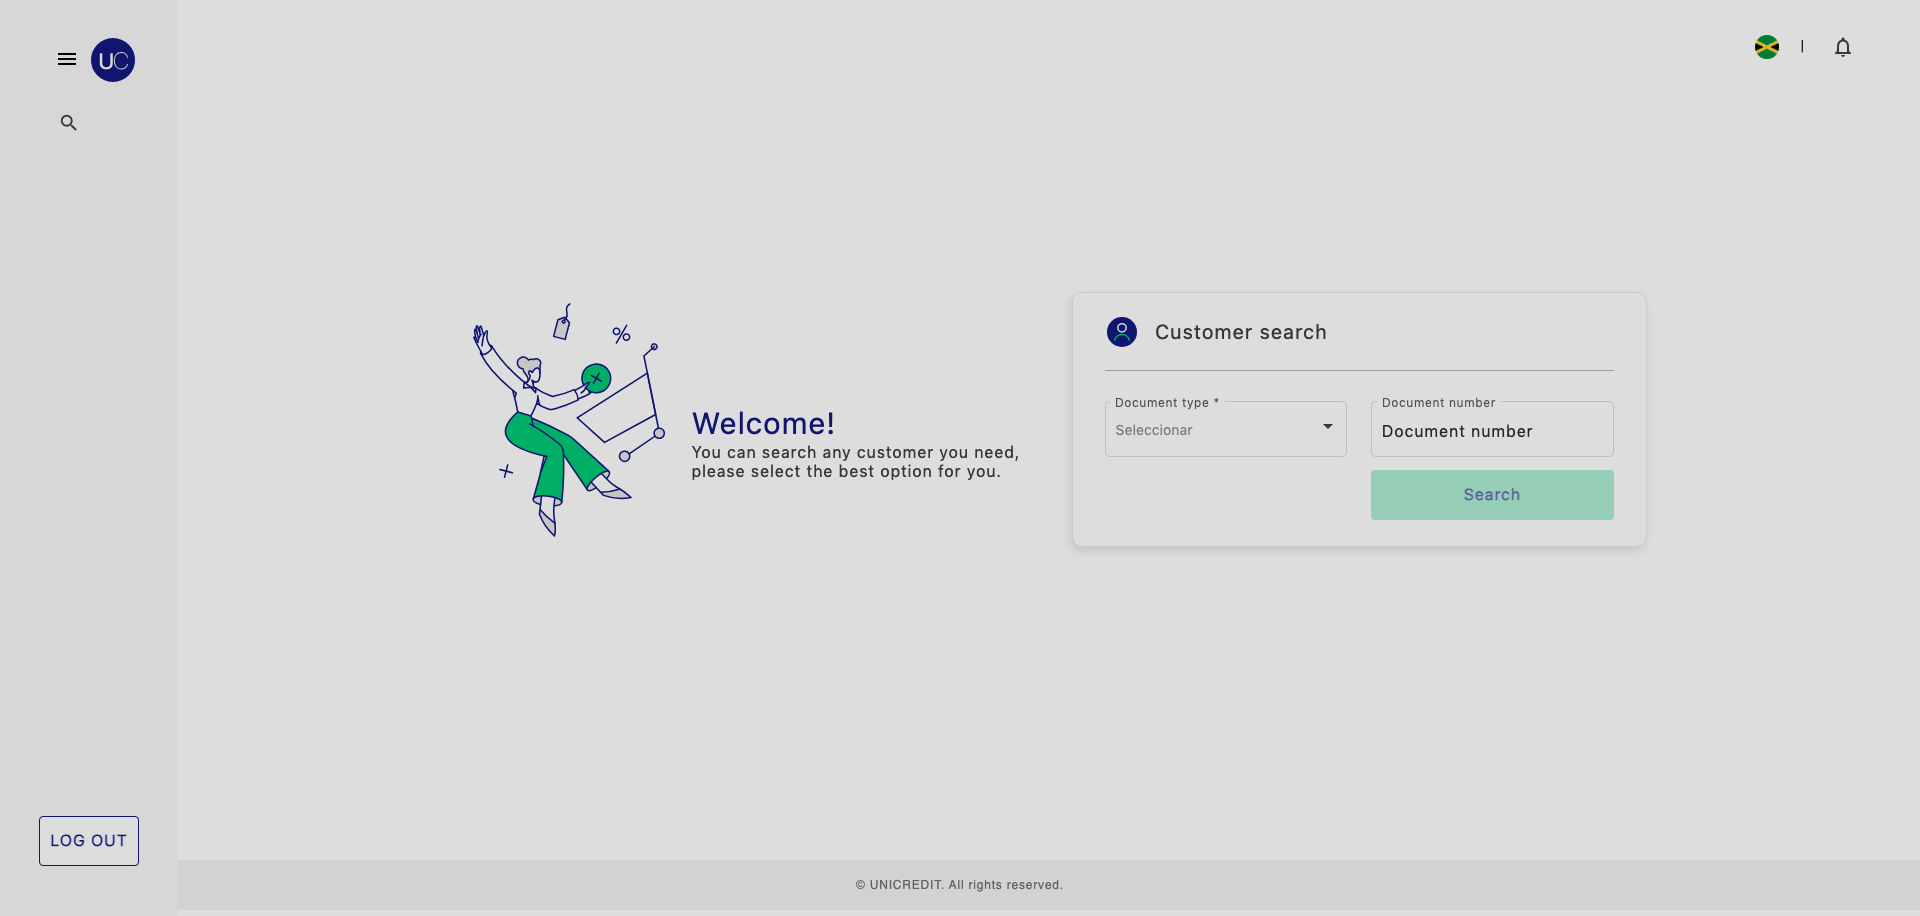 UC
Welcome!
You can search any customer you need,
please select the best option for you.
Customer search
Document type *
Seleccionar
Document number
Document number
Search
LOG OUT
© UNICREDIT. All rights reserved.